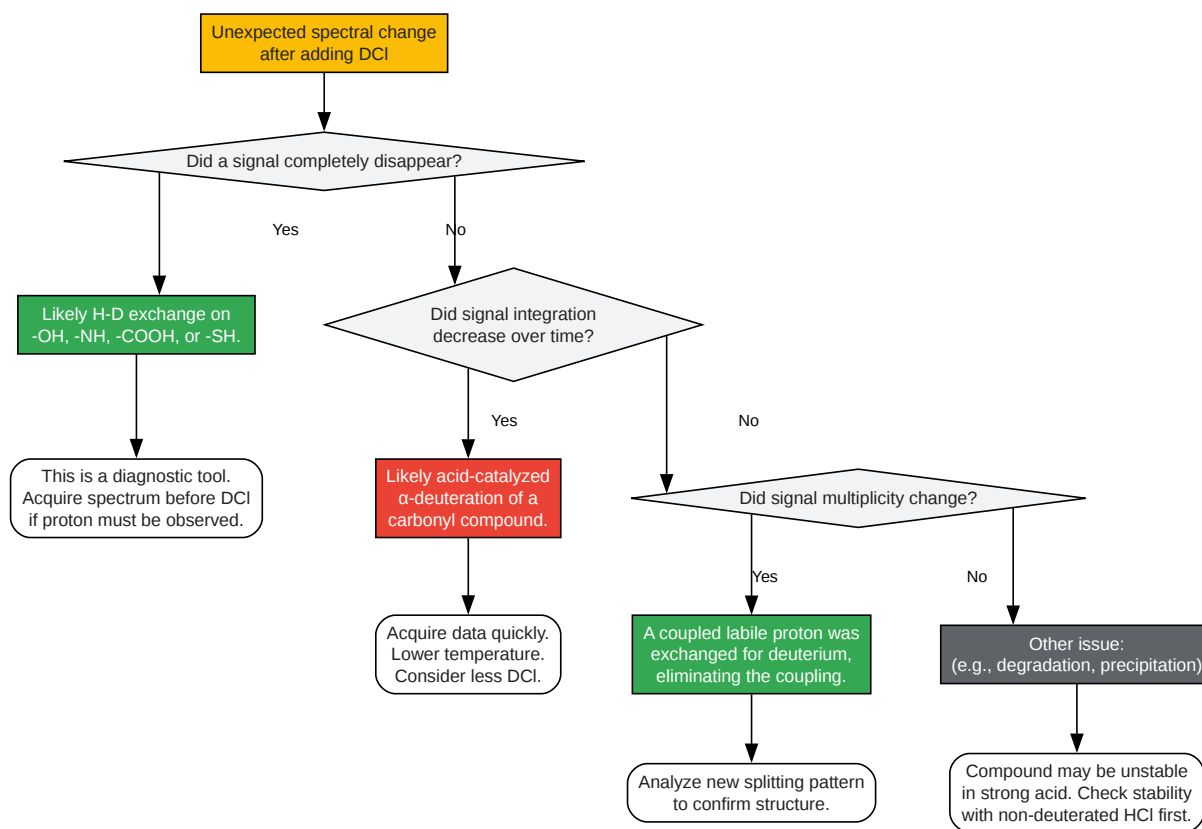 Unexpected spectral change
after adding DCl
Did a signal completely disappear?
Yes
No
Likely H-D exchange on
-OH, -NH, -COOH, or -SH.
Did signal integration
decrease over time?
This is a diagnostic tool.
Acquire spectrum before DCl
if proton must be observed.
Yes
No
Likely acid-catalyzed
α-deuteration of a
carbonyl compound.
Did signal multiplicity change?
Acquire data quickly.
Lower temperature.
Consider less DCl.
Yes
No
A coupled labile proton was
exchanged for deuterium,
eliminating the coupling.
Other issue:
(e.g., degradation, precipitation)
Analyze new splitting pattern
to confirm structure.
Compound may be unstable
in strong acid. Check stability
with non-deuterated HCl first.